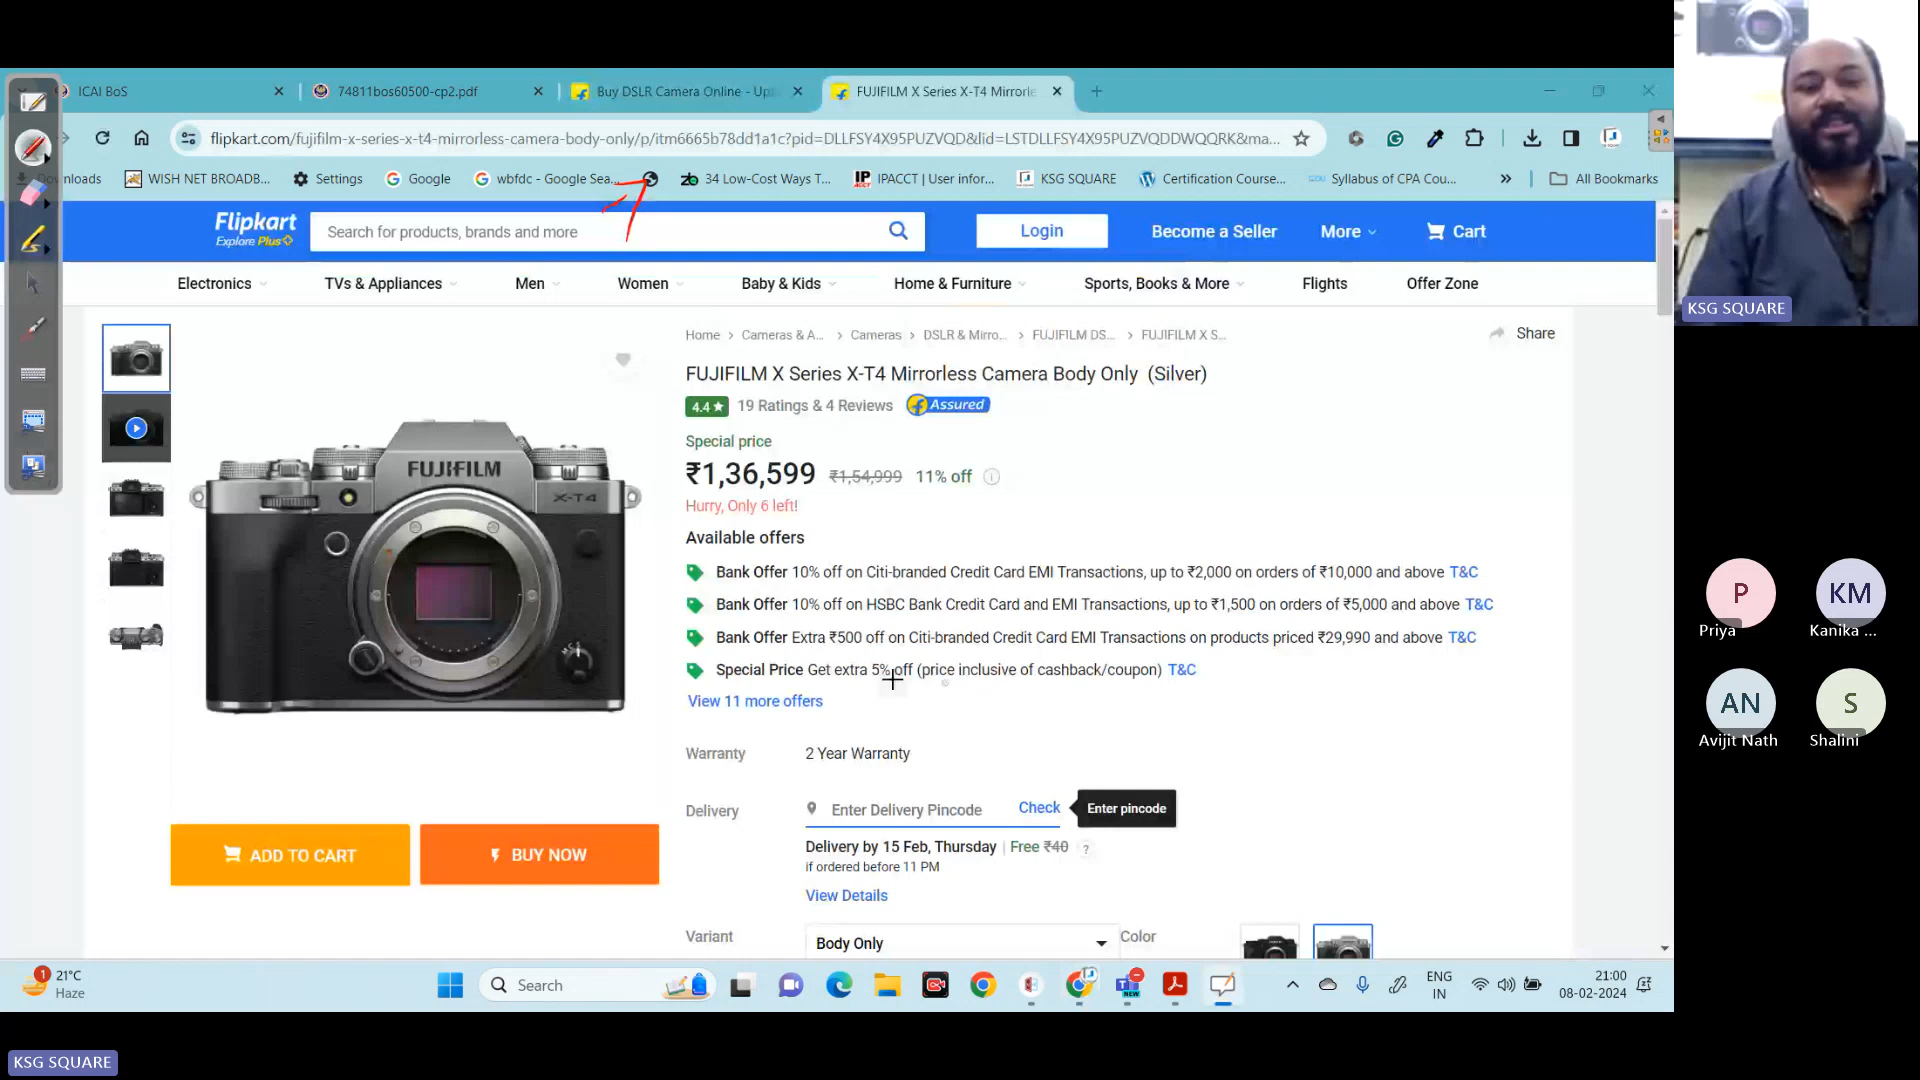 ICAI BoS
74811bos60500-cp2.pdf
Buy DSLR Camera Online - Up
FUJIFILM X Series X-T4 Mirrorle
flipkart.com/fujifilm-x-series-x-t4-mirrorless-camera-body-only/p/itm6665b78dd1a1c?pid=DLLFSY4X95PUZVQD&lid=LSTDLLFSY4X95PUZVQDDWQQRK&ma...
Downloads
WISH NET BROADB...
Settings
Google
wbfdc - Google Sea...
34 Low-Cost Ways T...
IPACCT | User infor...
KSG SQUARE
Certification Course...
Syllabus of CPA Cou...
All Bookmarks
Flipkart
Explore Plus
Search for products, brands and more
Login
Become a Seller
More
Cart
Electronics
TVs & Appliances
Men
Women
Baby & Kids
Home & Furniture
Sports, Books & More
Flights
Offer Zone
Home > Cameras & A... > Cameras > DSLR & Mirro... > FUJIFILM DS... > FUJIFILM X S...
Share
FUJIFILM X Series X-T4 Mirrorless Camera Body Only (Silver)
4.4 ★ 19 Ratings & 4 Reviews Assured
Special price
₹1,36,599 ₹1,54,999 11% off
Hurry, Only 6 left!
Available offers
Bank Offer 10% off on Citi-branded Credit Card EMI Transactions, up to ₹2,000 on orders of ₹10,000 and above T&C
Bank Offer 10% off on HSBC Bank Credit Card and EMI Transactions, up to ₹1,500 on orders of ₹5,000 and above T&C
Bank Offer Extra ₹500 off on Citi-branded Credit Card EMI Transactions on products priced ₹29,990 and above T&C
Special Price Get extra 5% off (price inclusive of cashback/coupon) T&C
View 11 more offers
FUJIFILM
X-T4
Warranty
2 Year Warranty
Delivery
Enter Delivery Pincode
Check
Enter pincode
Delivery by 15 Feb, Thursday | Free ₹40 ?
if ordered before 11 PM
View Details
ADD TO CART
BUY NOW
Variant
Body Only
Color
1
21°C
Haze
Search
NEW
ENG
IN
21:00
08-02-2024
KSG SQUARE
P
Priya
KM
Kanika ...
AN
Avijit Nath
S
Shalini
KSG SQUARE